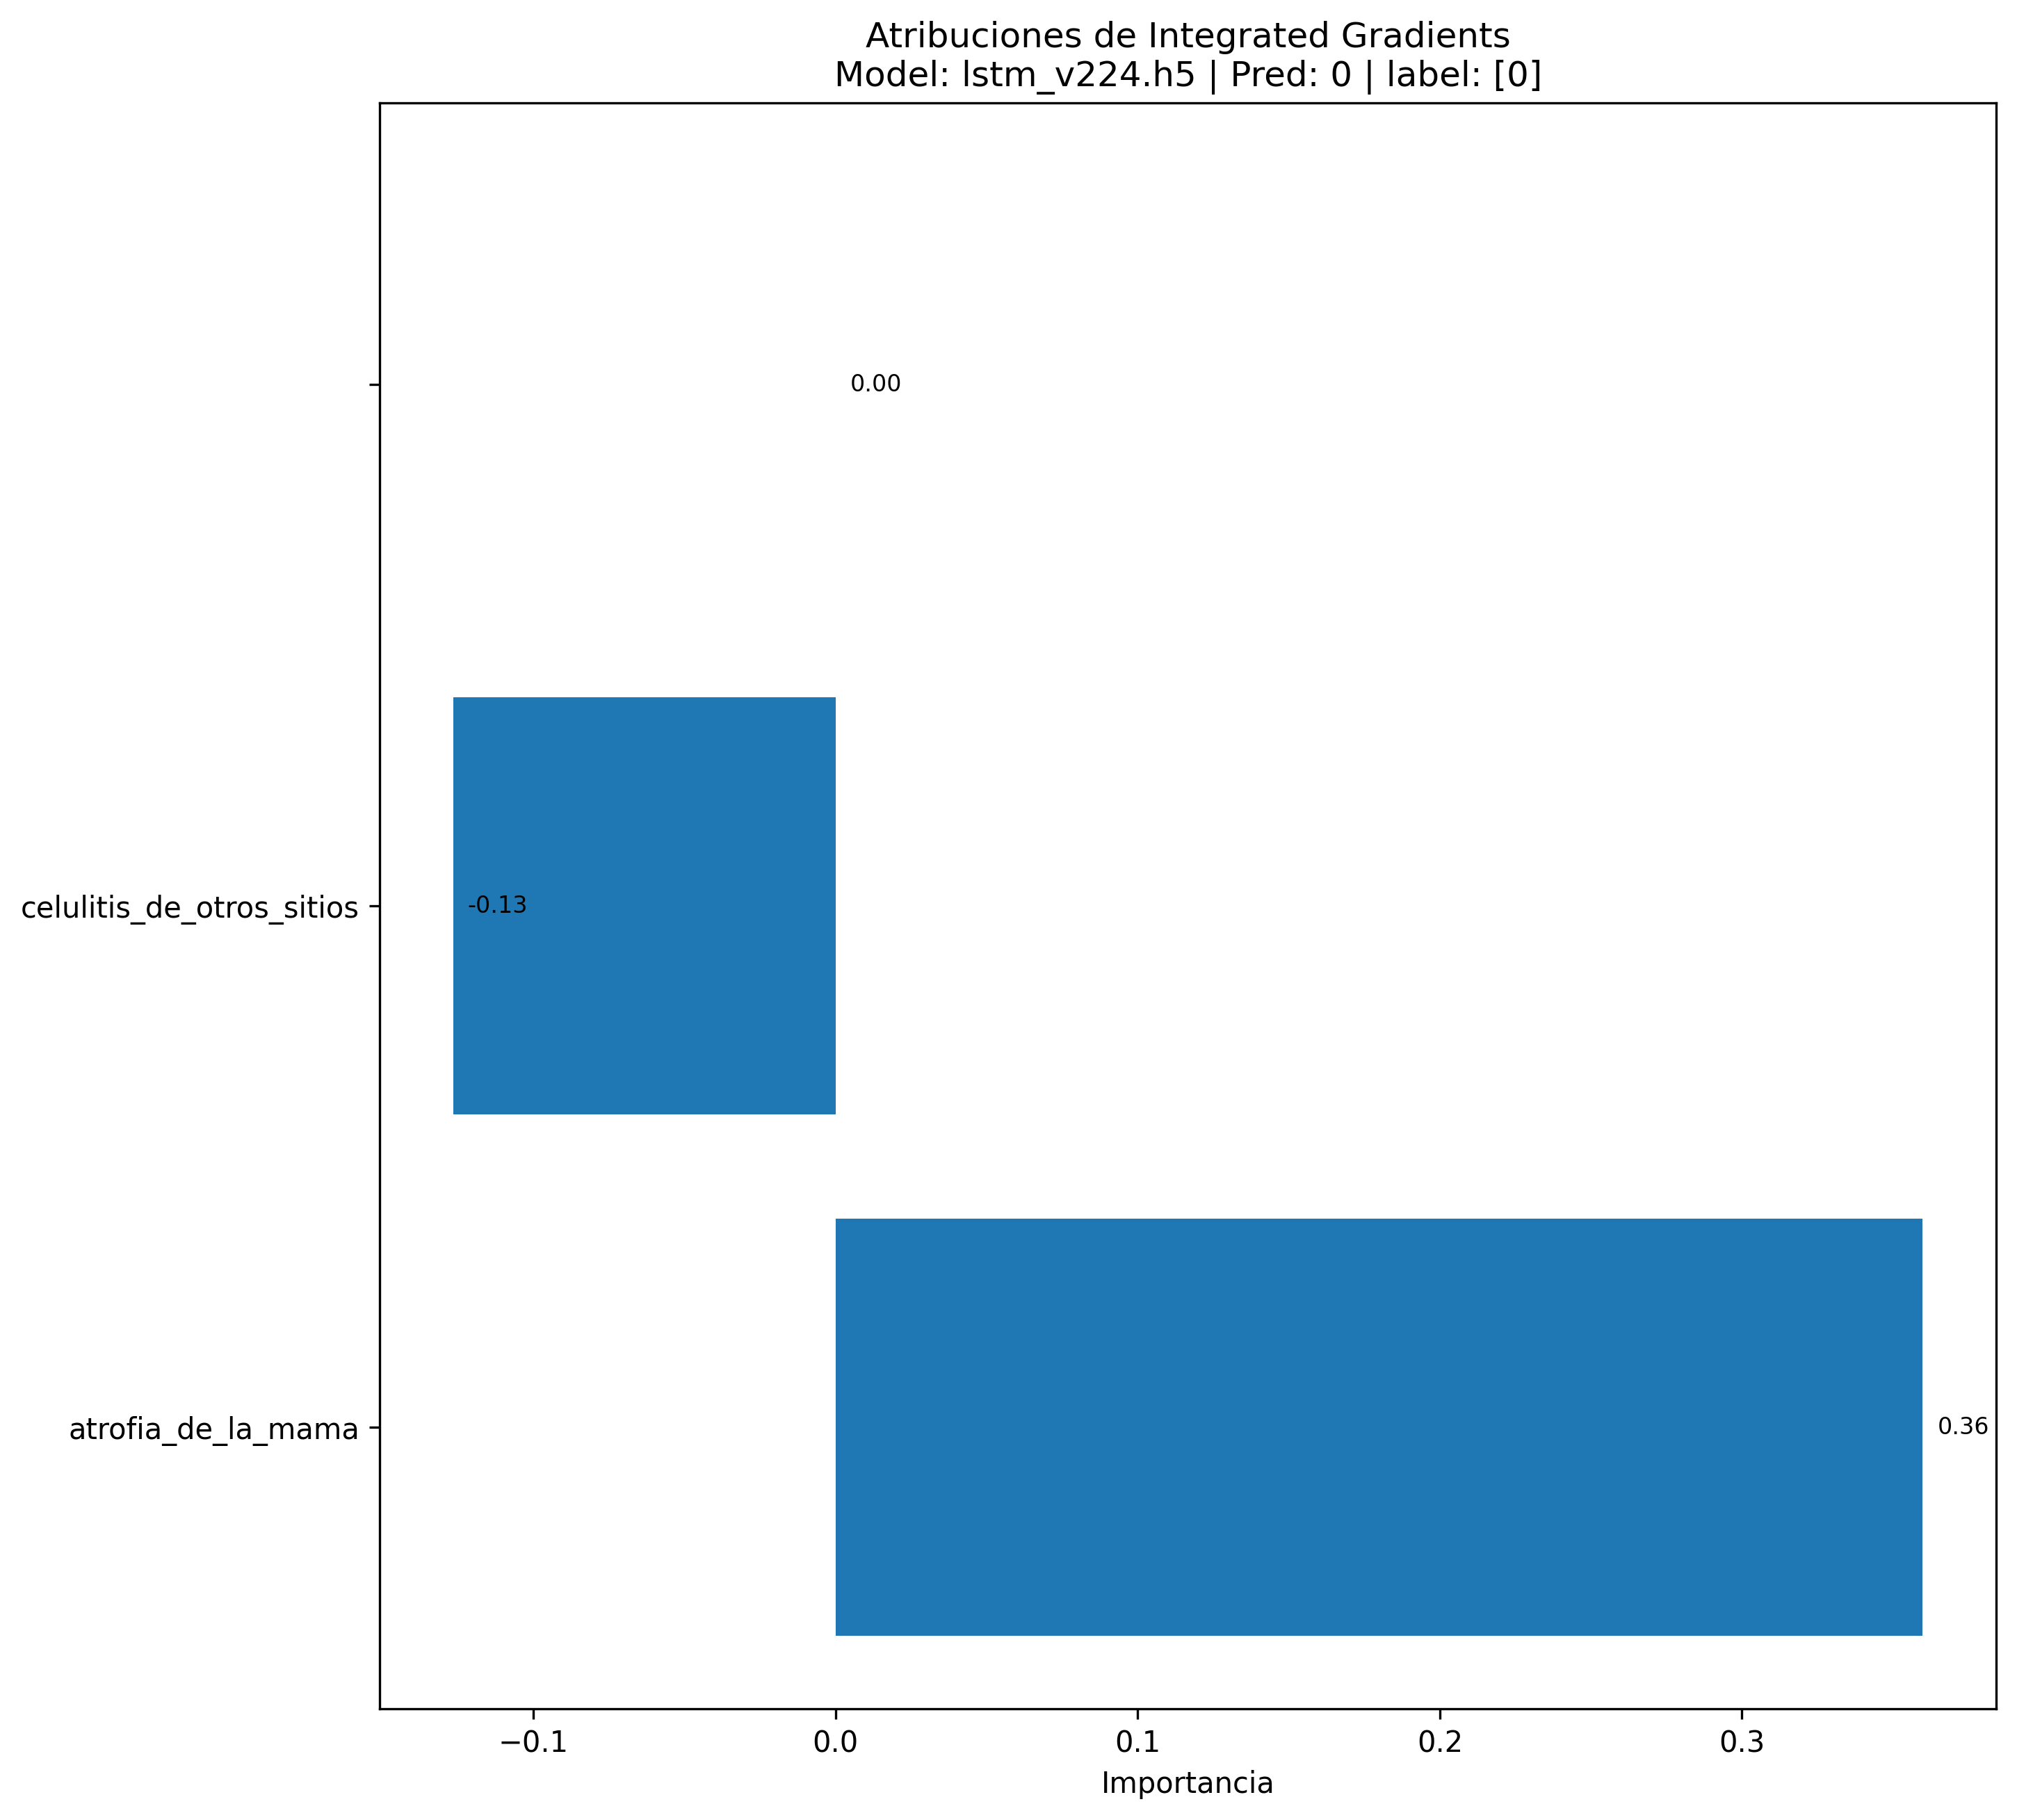 Atribuciones de Integrated Gradients
Model: lstm_v224.h5 | Pred: 0 | label: [0]
0.00
celulitis_de_otros_sitios
-0.13
atrofia_de_la_mama
0.36
−0.1 0.0 0.1 0.2 0.3
Importancia